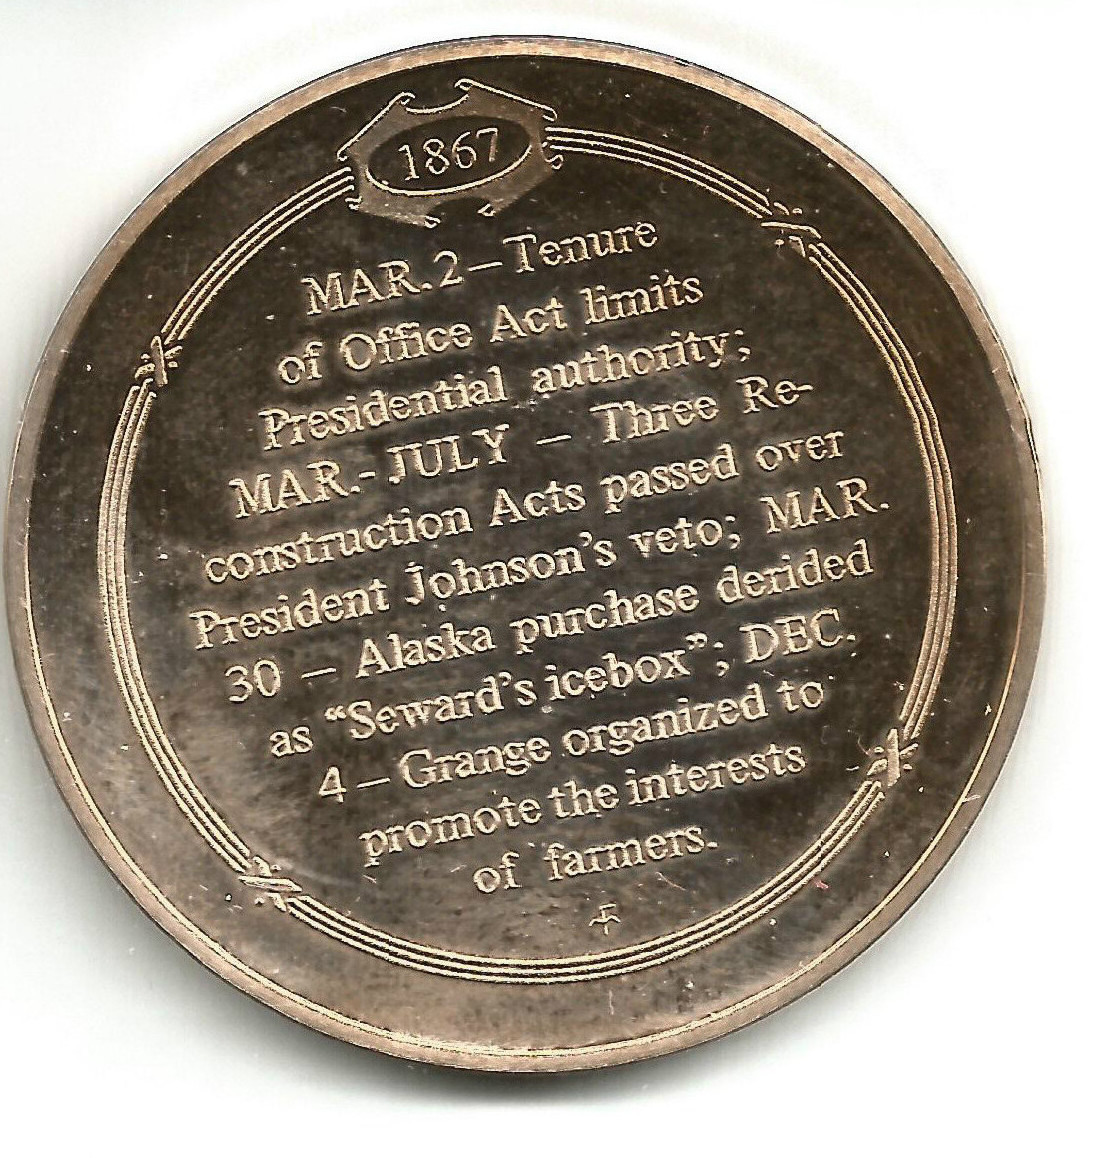 1867
MAR. 2 – Tenure
of Office Act limits
Presidential authority;
MAR.- JULY – Three Re-
construction Acts passed over
President Johnson's veto; MAR.
30 – Alaska purchase derided
as “Seward's icebox”; DEC.
4 – Grange organized to
promote the interests
of farmers.